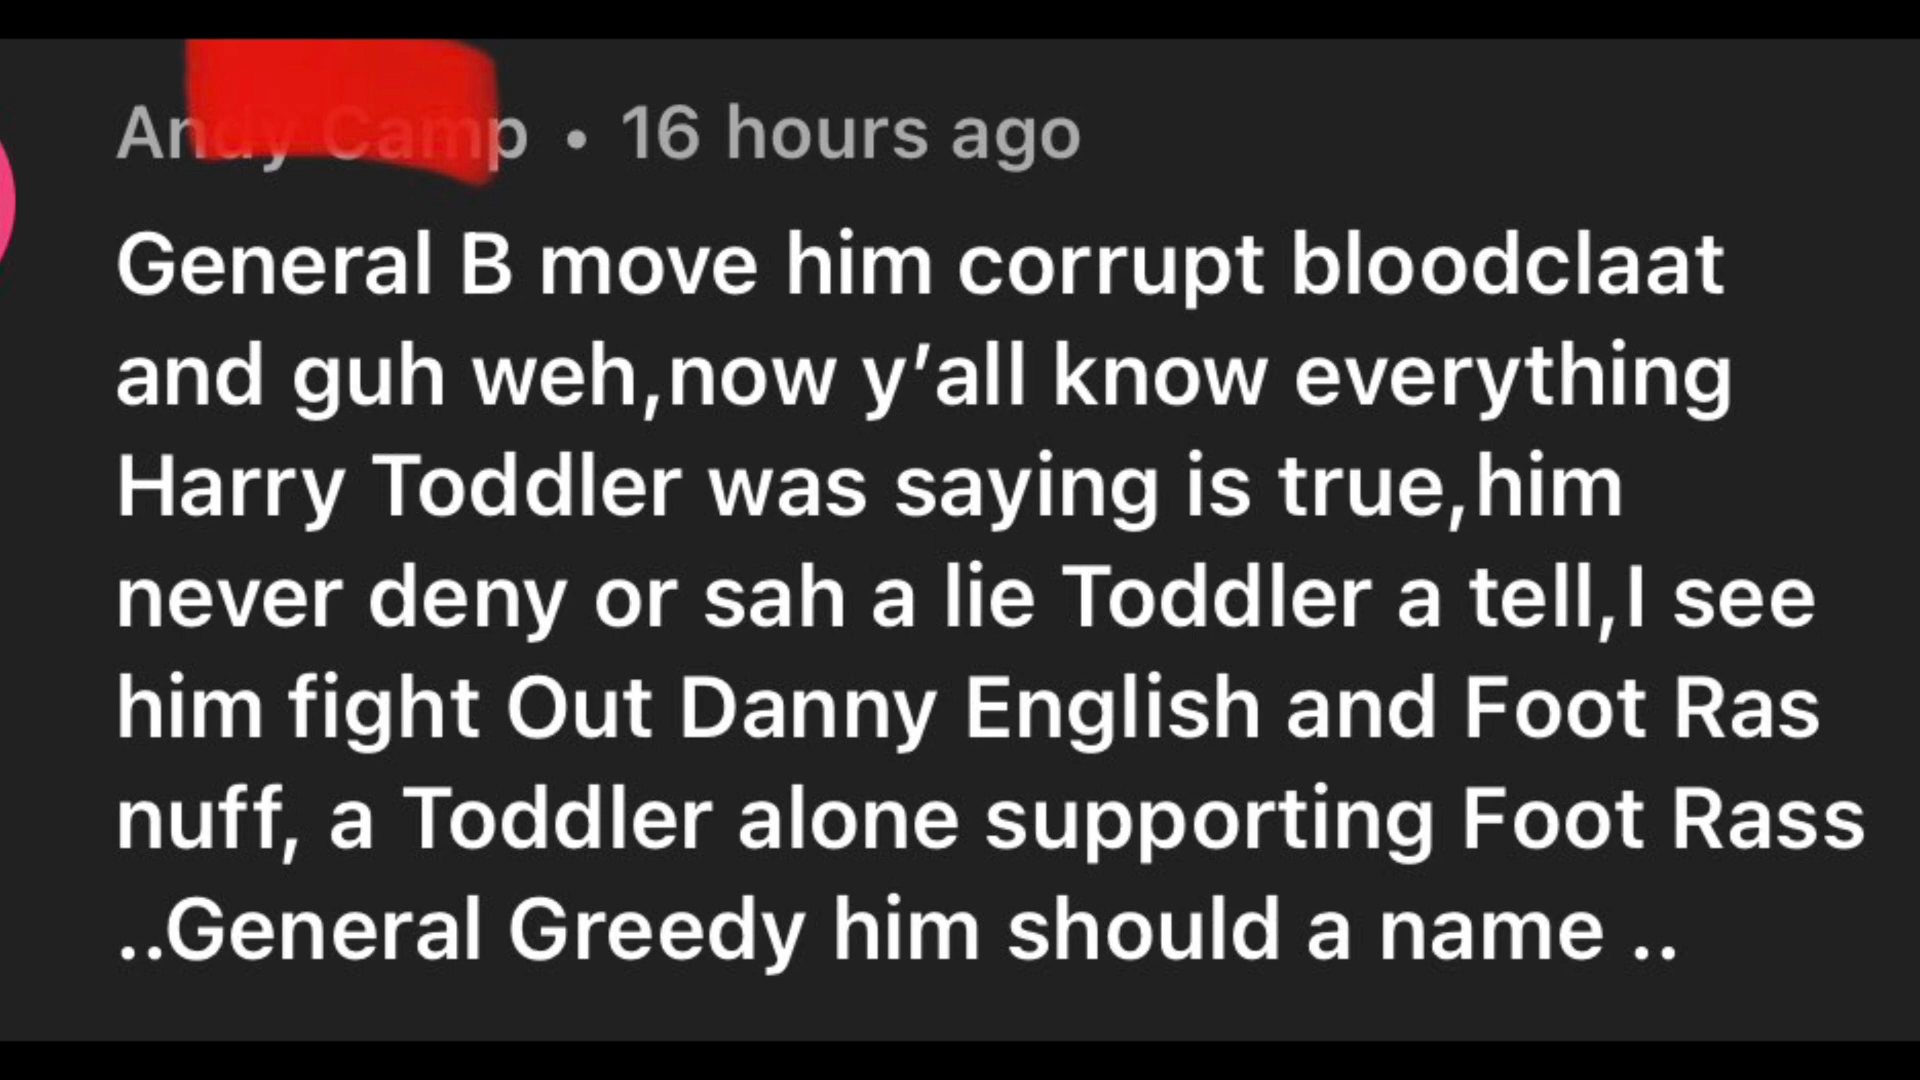 Andy Camp • 16 hours ago
General B move him corrupt bloodclaat
and guh weh,now y’all know everything
Harry Toddler was saying is true,him
never deny or sah a lie Toddler a tell,I see
him fight Out Danny English and Foot Ras
nuff, a Toddler alone supporting Foot Rass
..General Greedy him should a name ..